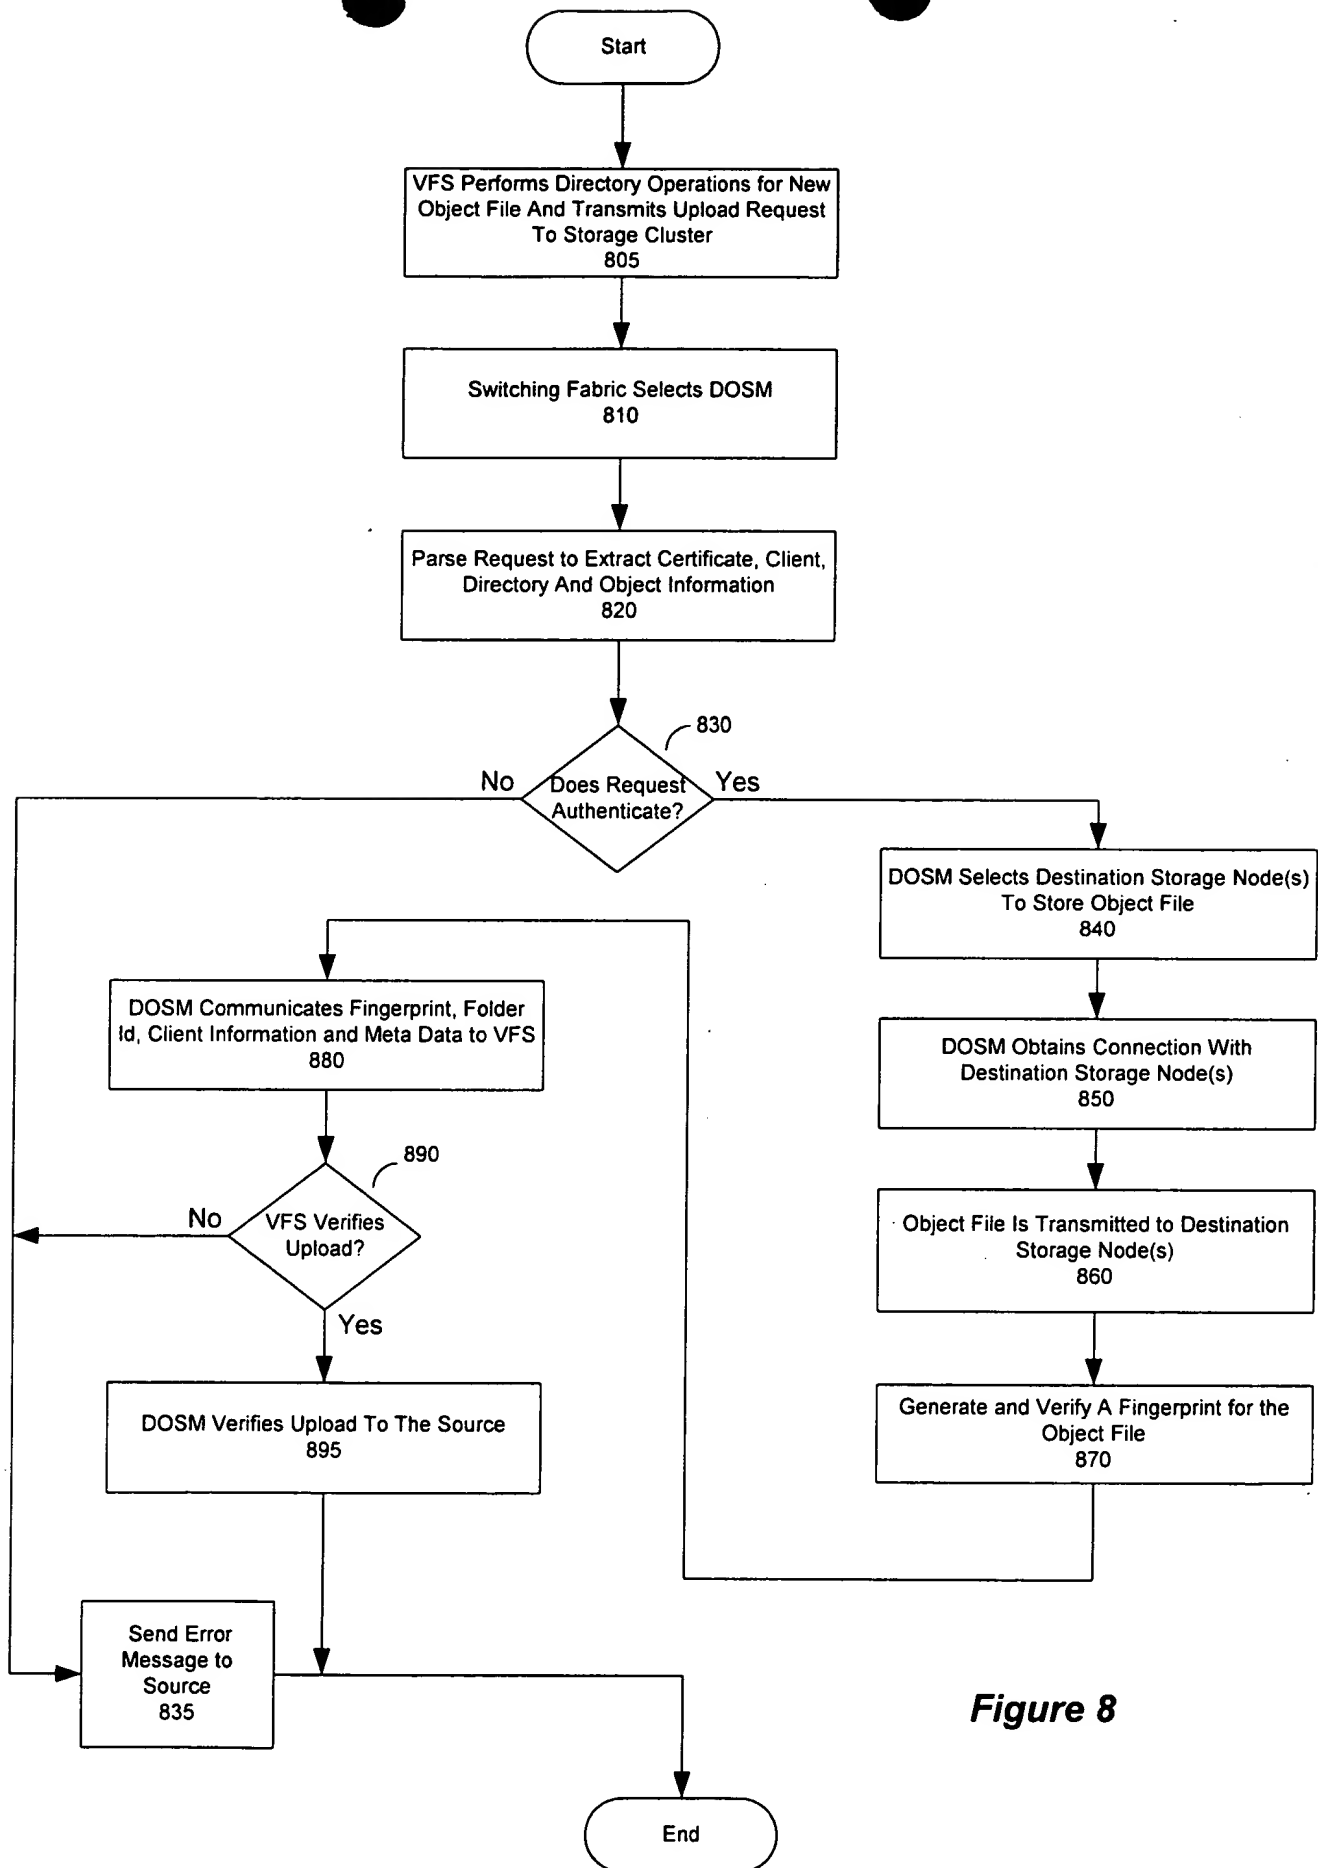 Start
VFS Performs Directory Operations for New
Object File And Transmits Upload Request
To Storage Cluster
805
Switching Fabric Selects DOSM
810
Parse Request to Extract Certificate, Client,
Directory And Object Information
820
830
No
Does Request
Authenticate?
Yes
DOSM Selects Destination Storage Node(s)
To Store Object File
840
DOSM Obtains Connection With
Destination Storage Node(s)
850
Object File Is Transmitted to Destination
Storage Node(s)
860
Generate and Verify A Fingerprint for the
Object File
870
DOSM Communicates Fingerprint, Folder
Id, Client Information and Meta Data to VFS
880
890
No
VFS Verifies
Upload?
Yes
DOSM Verifies Upload To The Source
895
Send Error
Message to
Source
835
End
Figure 8